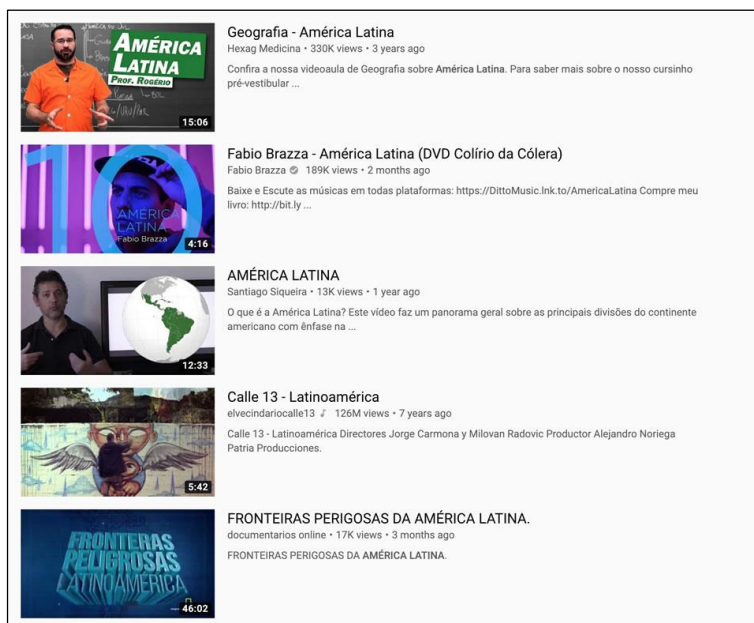 AMÉRICA
LATINA
PROF. ROGÉRIO
15:06
Geografia - América Latina
Hexag Medicina • 330K views • 3 years ago
Confira a nossa videoaula de Geografia sobre América Latina. Para saber mais sobre o nosso cursinho
pré-vestibular ...
10
AMÉRICA
LATINA
Fabio Brazza
4:16
Fabio Brazza - América Latina (DVD Colírio da Cólera)
Fabio Brazza 189K views • 2 months ago
Baixe e Escute as músicas em todas plataformas: https://DittoMusic.lnk.to/AmericaLatina Compre meu
livro: http://bit.ly ...
12:33
AMÉRICA LATINA
Santiago Siqueira • 13K views • 1 year ago
O que é a América Latina? Este vídeo faz um panorama geral sobre as principais divisões do continente
americano com ênfase na ...
5:42
Calle 13 - Latinoamérica
elvecindariocalle13 126M views • 7 years ago
Calle 13 - Latinoamérica Directores Jorge Carmona y Milovan Radovic Productor Alejandro Noriega
Patria Producciones.
FRONTERAS
PELIGROSAS
LATINOAMÉRICA
46:02
FRONTEIRAS PERIGOSAS DA AMÉRICA LATINA.
documentarios online • 17K views • 3 months ago
FRONTEIRAS PERIGOSAS DA AMÉRICA LATINA.